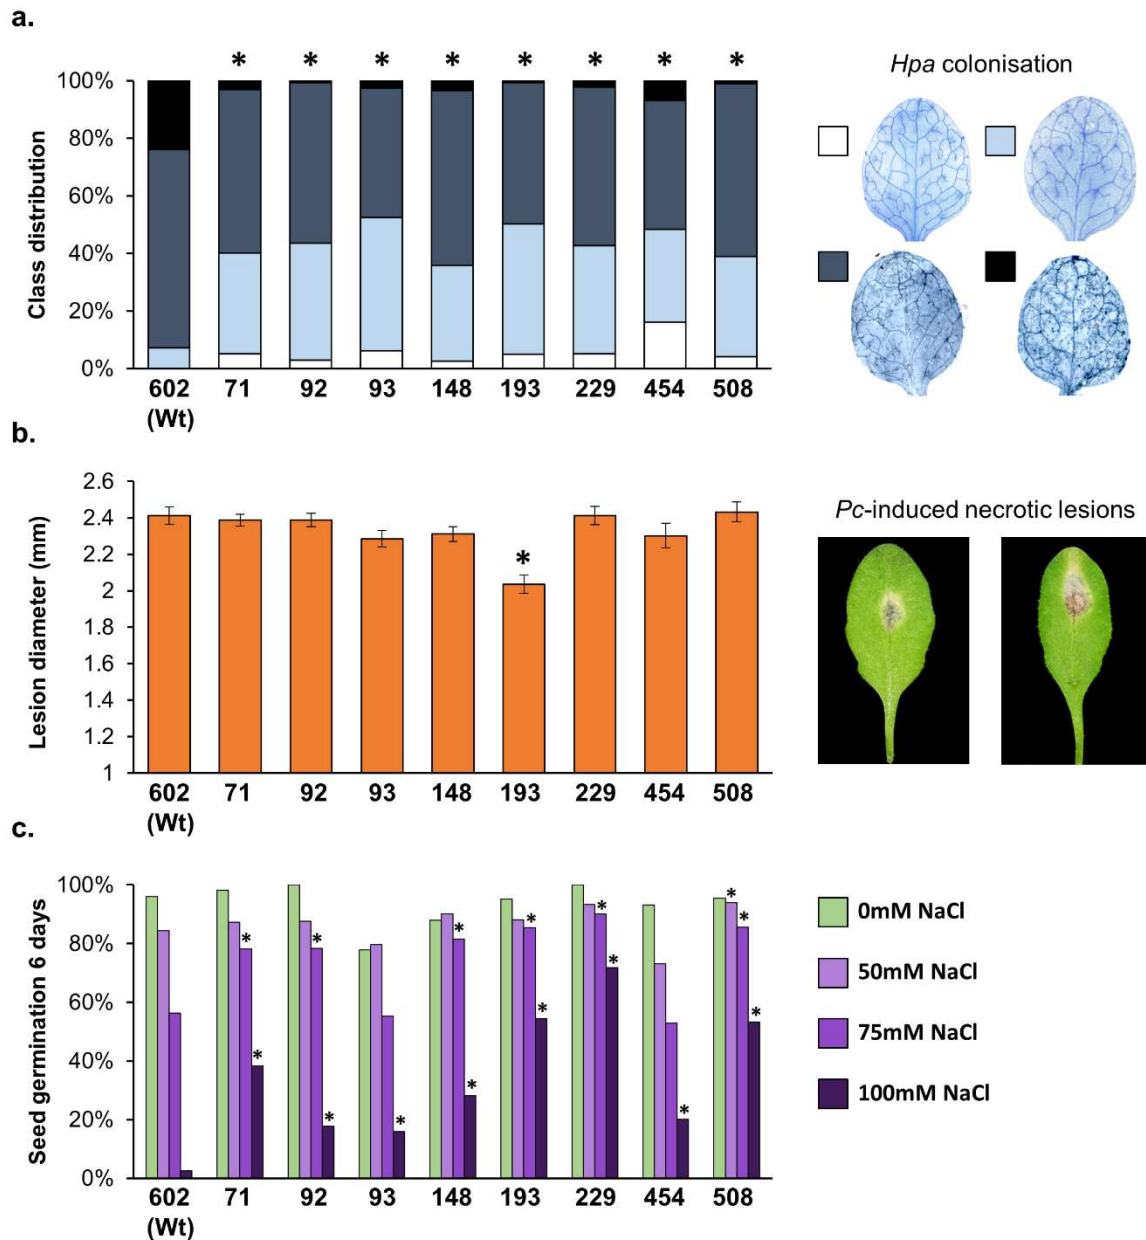 a.
* * * * * * * *
100%
80%
60%
40%
20%
0%
Class distribution
602 71 92 93 148 193 229 454 508
(Wt)
Hpa colonisation
b.
2.6
2.4
2.2
2
1.8
1.6
1.4
1.2
1
Lesion diameter (mm)
*
602 71 92 93 148 193 229 454 508
(Wt)
Pc-induced necrotic lesions
c.
100%
80%
60%
40%
20%
0%
Seed germination 6 days
* * * * * * * * * * * * * * *
602 71 92 93 148 193 229 454 508
(Wt)
0mM NaCl
50mM NaCl
75mM NaCl
100mM NaCl